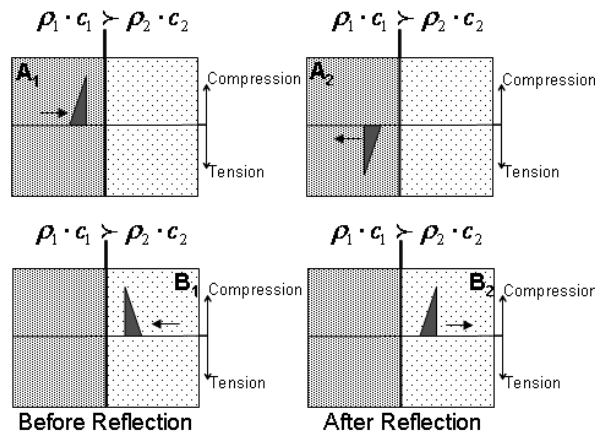 ρ₁ · c₁ ≻ ρ₂ · c₂
ρ₁ · c₁ ≻ ρ₂ · c₂
A₁
Compression
Tension
A₂
Compression
Tension
ρ₁ · c₁ ≻ ρ₂ · c₂
ρ₁ · c₁ ≻ ρ₂ · c₂
B₁
Compression
Tension
B₂
Compression
Tension
Before Reflection
After Reflection